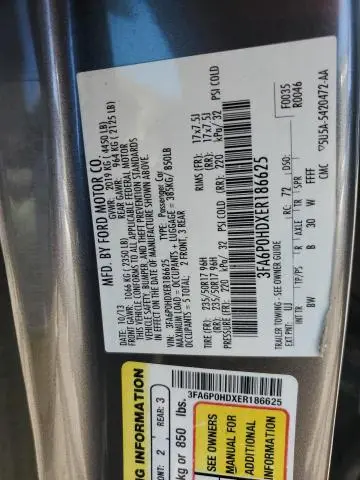 MFD. BY FORD MOTOR CO.
DATE: 10/13
GVWR: 2019 KG ( 4450 LB)
FRONT GAWR: 1066 KG ( 2350 LB)
REAR GAWR: 964 KG ( 2125 LB)
THIS VEHICLE CONFORMS TO ALL APPLICABLE FEDERAL MOTOR
VEHICLE SAFETY, BUMPER, AND THEFT PREVENTION STANDARDS
IN EFFECT ON THE DATE OF MANUFACTURE SHOWN ABOVE.
VIN: 3FA6P0HDXER186625
TYPE: Passenger Car
MAXIMUM LOAD = OCCUPANTS + LUGGAGE = 385KG/ 850LB
OCCUPANTS = 5 TOTAL: 2 FRONT, 3 REAR
TIRE (FR): 235/50R17 96H
RIMS (FR): 17x7.5J
(RR): 235/50R17 96H
(RR): 17x7.5J
TIRE PRESSURE (FR): 220 kPa/ 32 PSI COLD
(RR): 220 kPa/ 32 PSI COLD
3FA6P0HDXER186625
F0035
R0046
TRAILER TOWING - SEE OWNER GUIDE
EXT PNT: UJ
RC: 72
DSO:
INT TR
TP/PS
R
AXLE
TR
SPR
BW
B
30
W
FFFF
CMC
▽5U5A-5420472-AA
3FA6P0HDXER186625
NG INFORMATION
ONT: 2
REAR: 3
kg or 850 lbs.
SEE OWNERS
MANUAL FOR
ADDITIONAL
INFORMATION